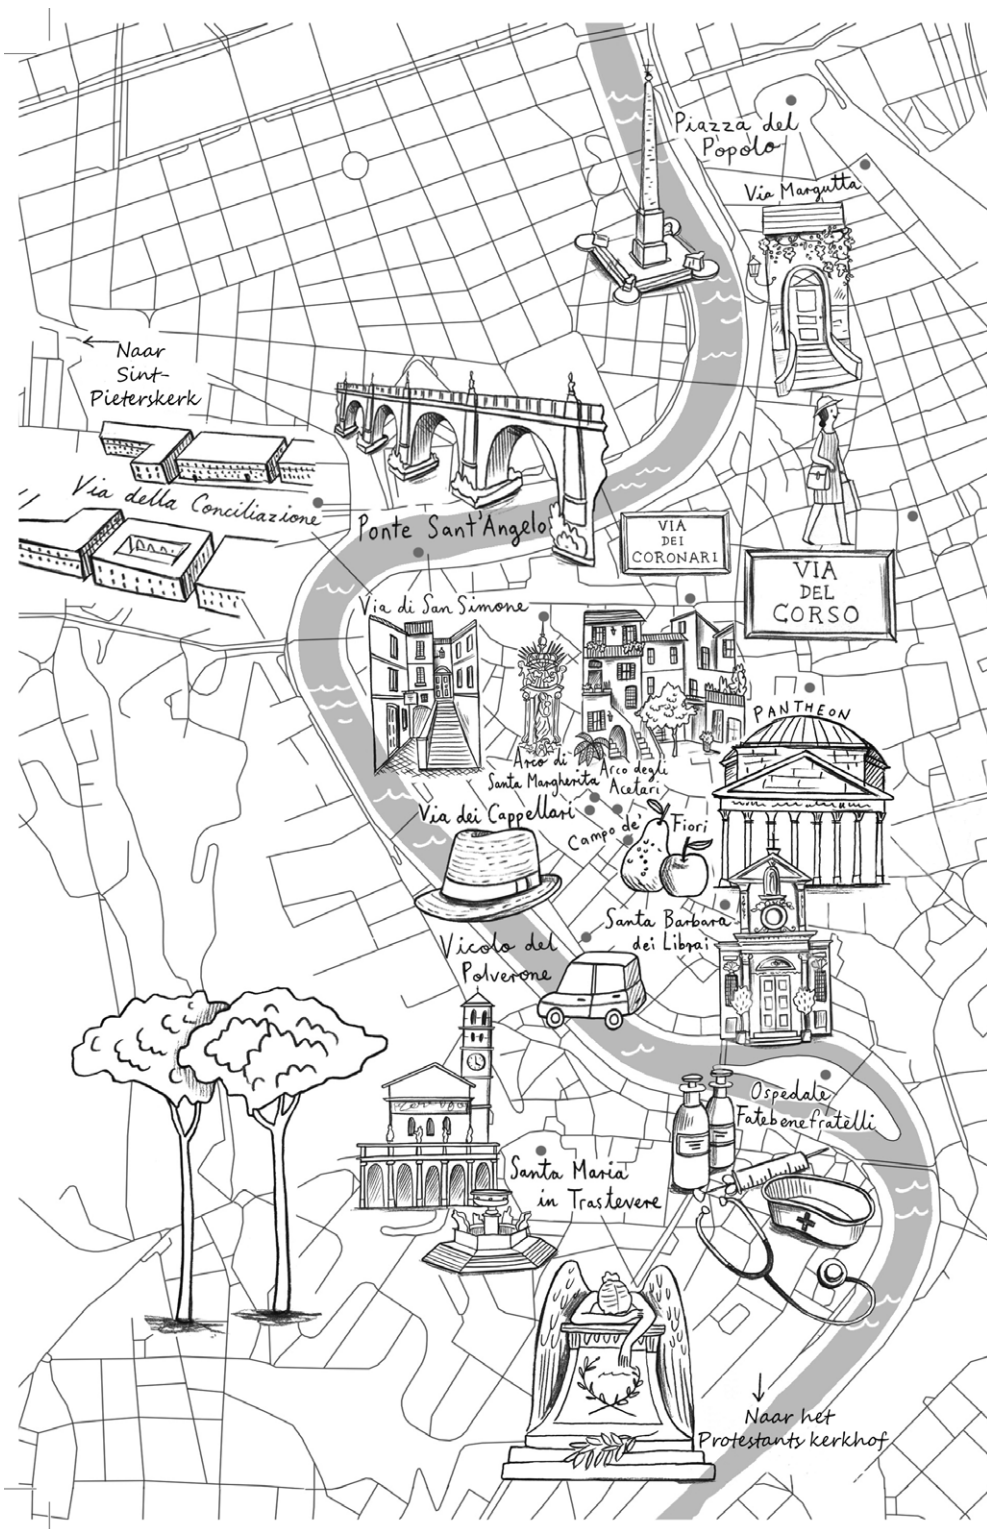 Piazza del
Popolo
Via Margutta
Naar
Sint-
Pieterskerk
Via della Conciliazione
Ponte Sant'Angelo
VIA
DEI
CORONARI
VIA
DEL
CORSO
Via di San Simone
PANTHEON
Arco di
Santa Margherita
Arco degli
Acetari
Via dei Cappellari
Campo de' Fiori
Santa Barbara
dei Librai
Vicolo del
Polverone
Ospedale
Fatebenefratelli
Santa Maria
in Trastevere
Naar het
Protestants kerkhof